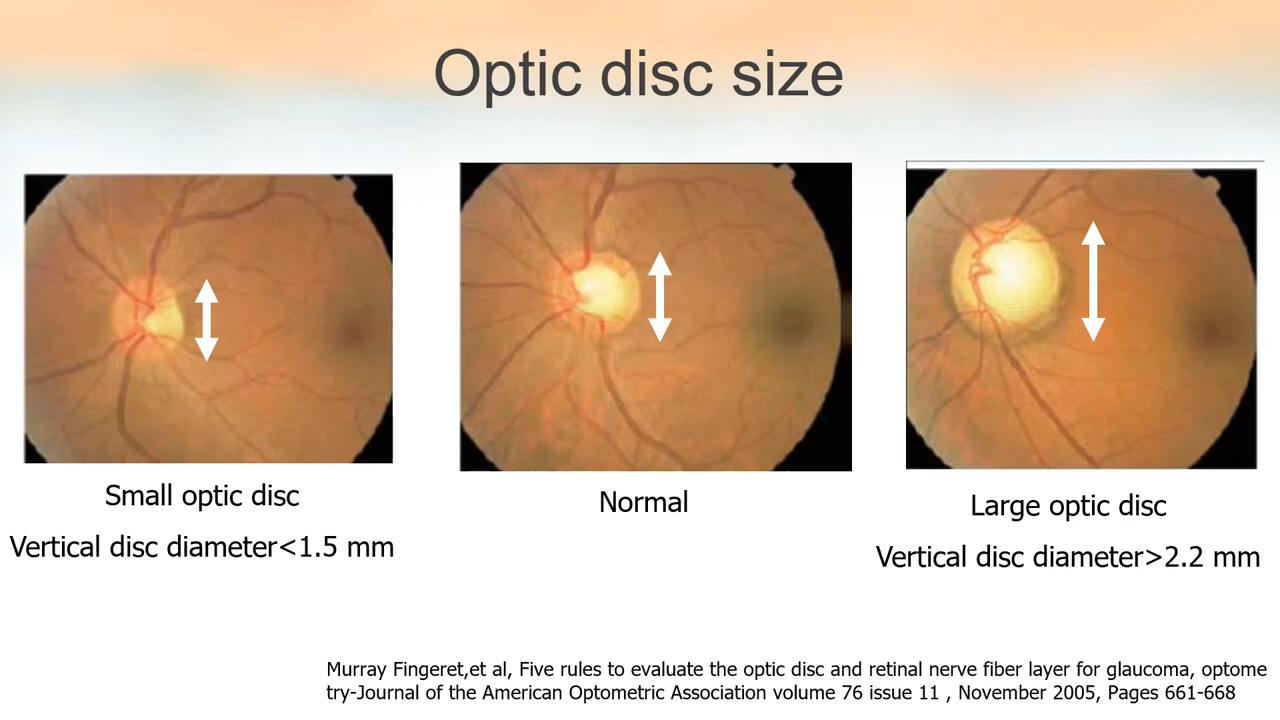 Optic disc size
Small optic disc
Vertical disc diameter<1.5 mm
Normal
Large optic disc
Vertical disc diameter>2.2 mm
Murray Fingeret,et al, Five rules to evaluate the optic disc and retinal nerve fiber layer for glaucoma, optome
try-Journal of the American Optometric Association volume 76 issue 11 , November 2005, Pages 661-668